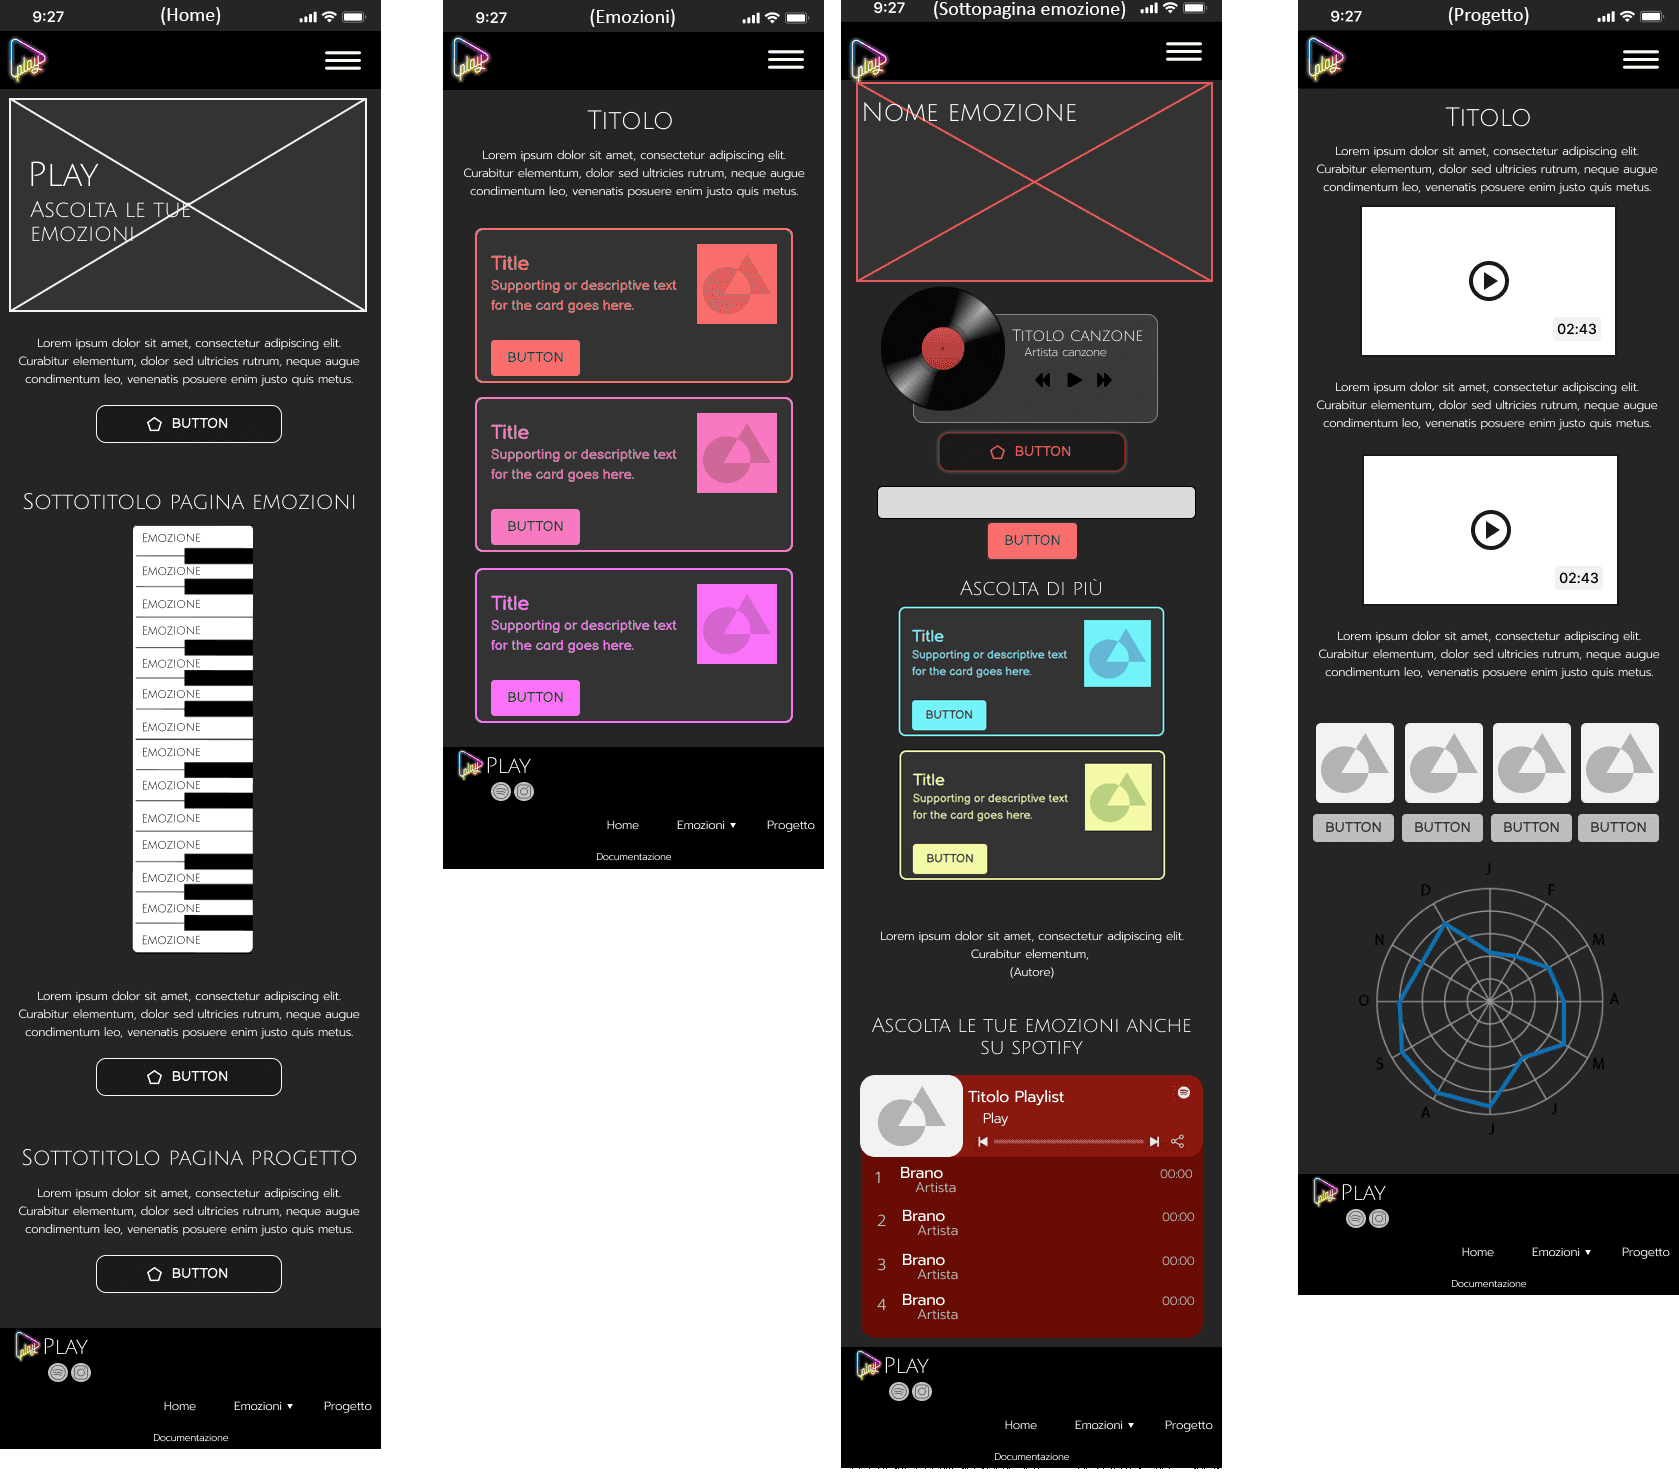 9:27
(Home)
play
PLAY
ASCOLTA LE TUE
EMOZIONI
Lorem ipsum dolor sit amet, consectetur adipiscing elit.
Curabitur elementum, dolor sed ultricies rutrum, neque augue
condimentum leo, venenatis posuere enim justo quis metus.
BUTTON
SOTTOTITOLO PAGINA EMOZIONI
EMOZIONE
EMOZIONE
EMOZIONE
EMOZIONE
EMOZIONE
EMOZIONE
EMOZIONE
EMOZIONE
EMOZIONE
EMOZIONE
EMOZIONE
EMOZIONE
EMOZIONE
EMOZIONE
Lorem ipsum dolor sit amet, consectetur adipiscing elit.
Curabitur elementum, dolor sed ultricies rutrum, neque augue
condimentum leo, venenatis posuere enim justo quis metus.
BUTTON
SOTTOTITOLO PAGINA PROGETTO
Lorem ipsum dolor sit amet, consectetur adipiscing elit.
Curabitur elementum, dolor sed ultricies rutrum, neque augue
condimentum leo, venenatis posuere enim justo quis metus.
BUTTON
play PLAY
Home Emozioni ▾ Progetto
Documentazione
9:27
(Emozioni)
play
TITOLO
Lorem ipsum dolor sit amet, consectetur adipiscing elit.
Curabitur elementum, dolor sed ultricies rutrum, neque augue
condimentum leo, venenatis posuere enim justo quis metus.
Title
Supporting or descriptive text
for the card goes here.
BUTTON
Title
Supporting or descriptive text
for the card goes here.
BUTTON
Title
Supporting or descriptive text
for the card goes here.
BUTTON
play PLAY
Home Emozioni ▾ Progetto
Documentazione
9:27
(Sottopagina emozione)
play
NOME EMOZIONE
TITOLO CANZONE
Artista canzone
BUTTON
BUTTON
ASCOLTA DI PIÙ
Title
Supporting or descriptive text
for the card goes here.
BUTTON
Title
Supporting or descriptive text
for the card goes here.
BUTTON
Lorem ipsum dolor sit amet, consectetur adipiscing elit.
Curabitur elementum,
(Autore)
ASCOLTA LE TUE EMOZIONI ANCHE
SU SPOTIFY
Titolo Playlist
Play
1 Brano 00:00
Artista
2 Brano 00:00
Artista
3 Brano 00:00
Artista
4 Brano 00:00
Artista
play PLAY
Home Emozioni ▾ Progetto
Documentazione
9:27
(Progetto)
play
TITOLO
Lorem ipsum dolor sit amet, consectetur adipiscing elit.
Curabitur elementum, dolor sed ultricies rutrum, neque augue
condimentum leo, venenatis posuere enim justo quis metus.
02:43
Lorem ipsum dolor sit amet, consectetur adipiscing elit.
Curabitur elementum, dolor sed ultricies rutrum, neque augue
condimentum leo, venenatis posuere enim justo quis metus.
02:43
Lorem ipsum dolor sit amet, consectetur adipiscing elit.
Curabitur elementum, dolor sed ultricies rutrum, neque augue
condimentum leo, venenatis posuere enim justo quis metus.
BUTTON BUTTON BUTTON BUTTON
J
D F
N M
O A
S M
A J
J
play PLAY
Home Emozioni ▾ Progetto
Documentazione